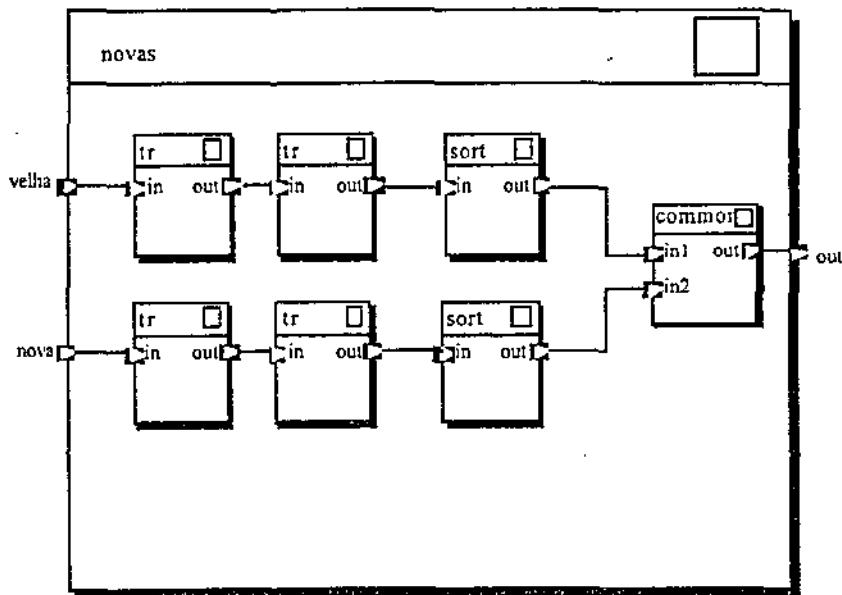 novas
tr
tr
sort
velha
in out
in out
in out
common
in1 out
out
in2
tr
tr
sort
nova
in out
in out
in out